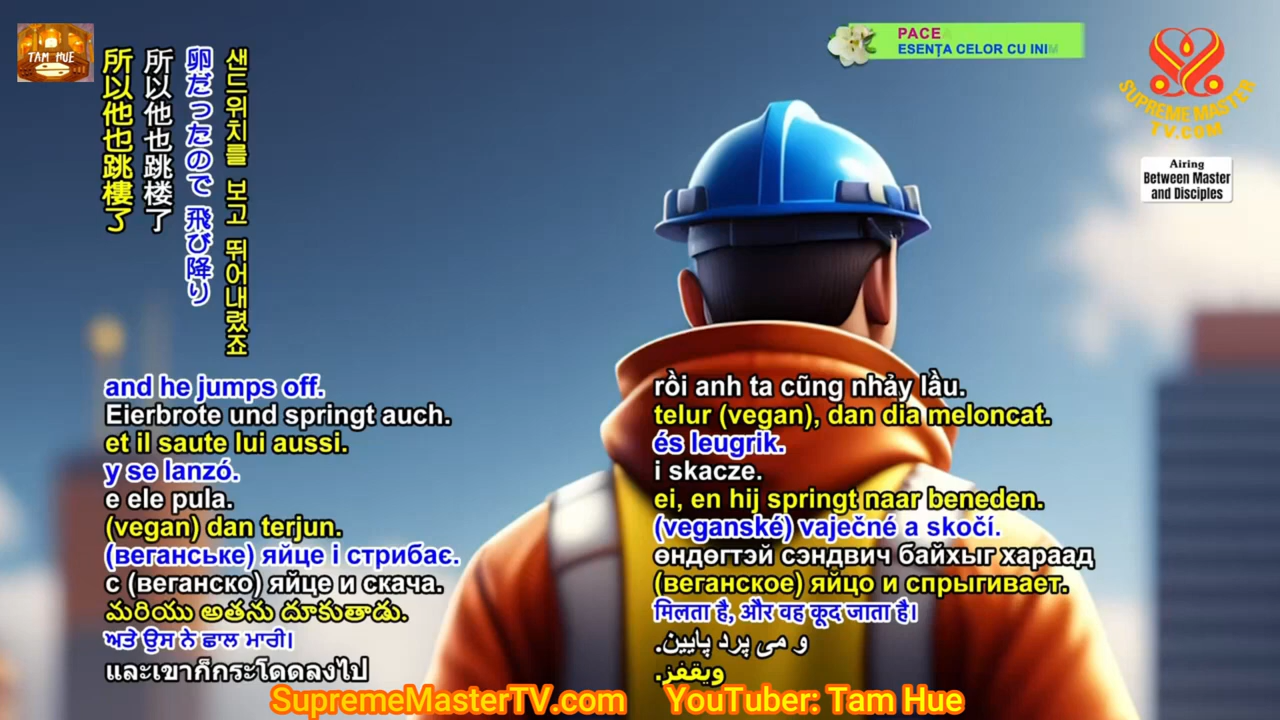 TAM HUE
PACE
ESENȚA CELOR CU INIM
SUPREME MASTER
TV.COM
Airing
Between Master
and Disciples
샌드위치를 보고 뛰어내렸죠
卵だったので 飛び降り
所以他也跳楼了
所以他也跳樓了
and he jumps off.
Eierbrote und springt auch.
et il saute lui aussi.
y se lanzó.
e ele pula.
(vegan) dan terjun.
(веганське) яйце і стрибає.
с (веганско) яйце и скача.
మరియు అతను దూకుతాడు.
ਅਤੇ ਉਸ ਨੇ ਛਾਲ ਮਾਰੀ।
และเขาก็กระโดดลงไป
rồi anh ta cũng nhảy lầu.
telur (vegan), dan dia meloncat.
és leugrik.
i skacze.
ei, en hij springt naar beneden.
(veganské) vaječné a skočí.
өндөгтэй сэндвич байхыг хараад
(веганское) яйцо и спрыгивает.
मिलता है, और वह कूद जाता है।
و می پرد پایین.
ويقفز.
SupremeMasterTV.com
YouTuber: Tam Hue